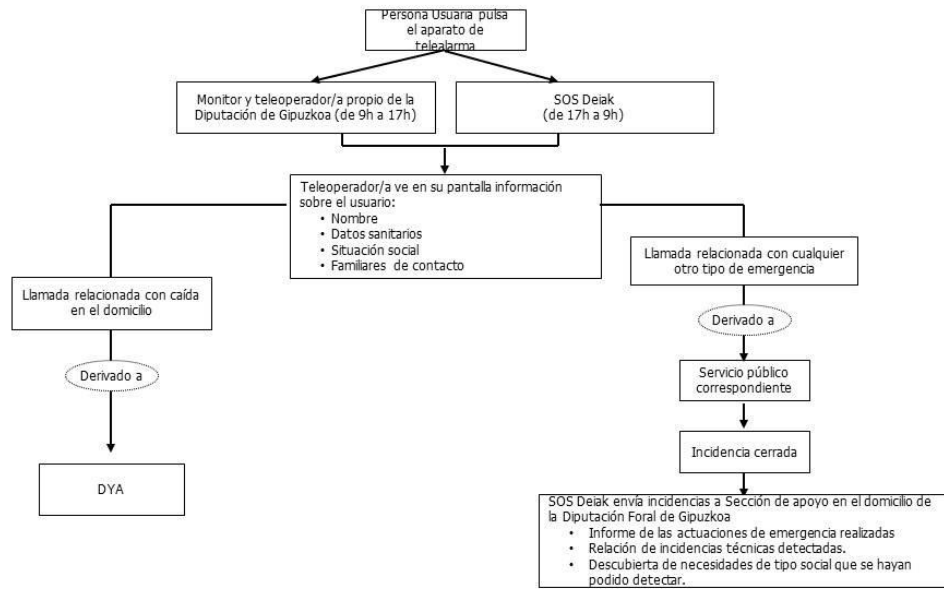 Persona Usuaria pulsa
el aparato de
telealarma
Monitor y teleoperador/a propio de la
Diputación de Gipuzkoa (de 9h a 17h)
SOS Deiak
(de 17h a 9h)
Teleoperador/a ve en su pantalla información
sobre el usuario:
• Nombre
• Datos sanitarios
• Situación social
• Familiares de contacto
Llamada relacionada con caída
en el domicilio
Derivado a
DYA
Llamada relacionada con cualquier
otro tipo de emergencia
Derivado a
Servicio público
correspondiente
Incidencia cerrada
SOS Deiak envía incidencias a Sección de apoyo en el domicilio de
la Diputación Foral de Gipuzkoa
• Informe de las actuaciones de emergencia realizadas
• Relación de incidencias técnicas detectadas.
• Descubierta de necesidades de tipo social que se hayan
podido detectar.